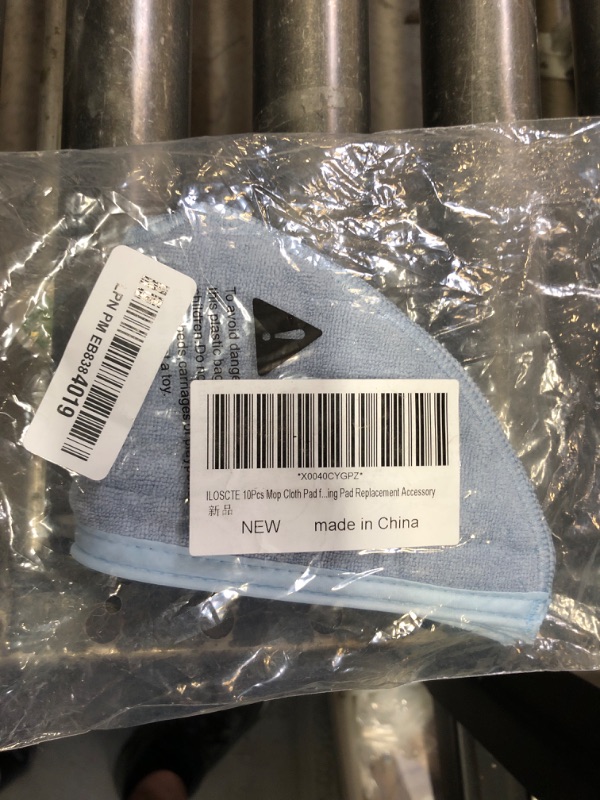 LPN PM EB8384019
To avoid dange
this plastic bag
children. Do n
a toy.
*X0040CYGPZ*
ILOSCTE 10Pcs Mop Cloth Pad f...ing Pad Replacement Accessory
新品
NEW made in China